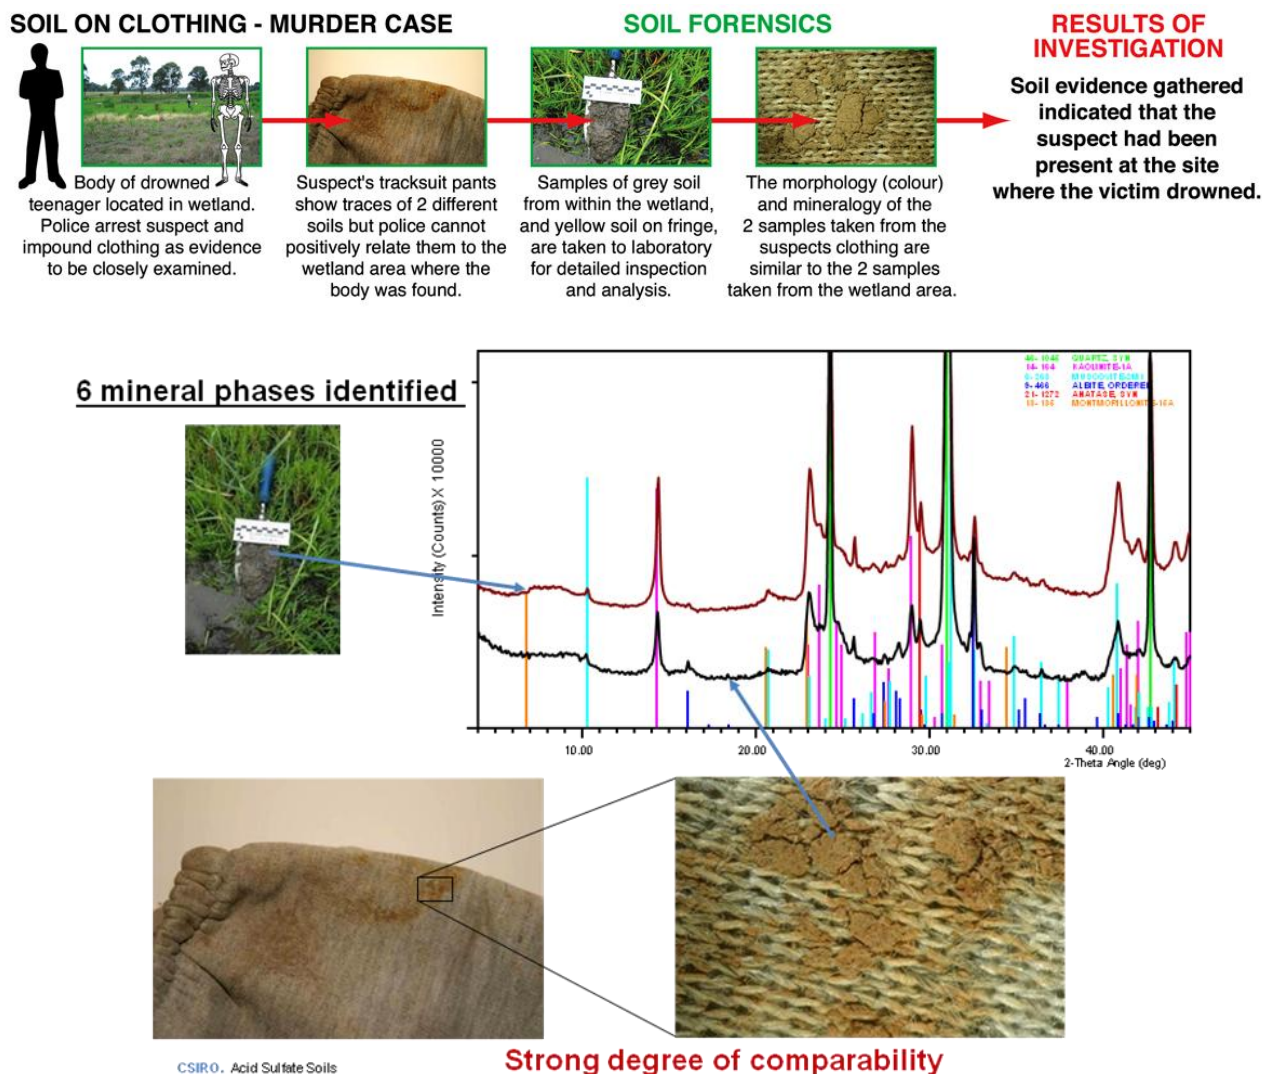 SOIL ON CLOTHING - MURDER CASE
SOIL FORENSICS
RESULTS OF
INVESTIGATION
Body of drowned
teenager located in wetland.
Police arrest suspect and
impound clothing as evidence
to be closely examined.
Suspect's tracksuit pants
show traces of 2 different
soils but police cannot
positively relate them to the
wetland area where the
body was found.
Samples of grey soil
from within the wetland,
and yellow soil on fringe,
are taken to laboratory
for detailed inspection
and analysis.
The morphology (colour)
and mineralogy of the
2 samples taken from the
suspects clothing are
similar to the 2 samples
taken from the wetland area.
Soil evidence gathered
indicated that the
suspect had been
present at the site
where the victim drowned.
6 mineral phases identified
Intensity (Counts) X 10000
QUARTZ, SYN
KAOLINITE-1A
ALBITE, ORDERED
21-1272 ANATASE, SYN
MONTMORILLONITE-15A
10.00
20.00
30.00
40.00
2-Theta Angle (deg)
CSIRO. Acid Sulfate Soils
Strong degree of comparability